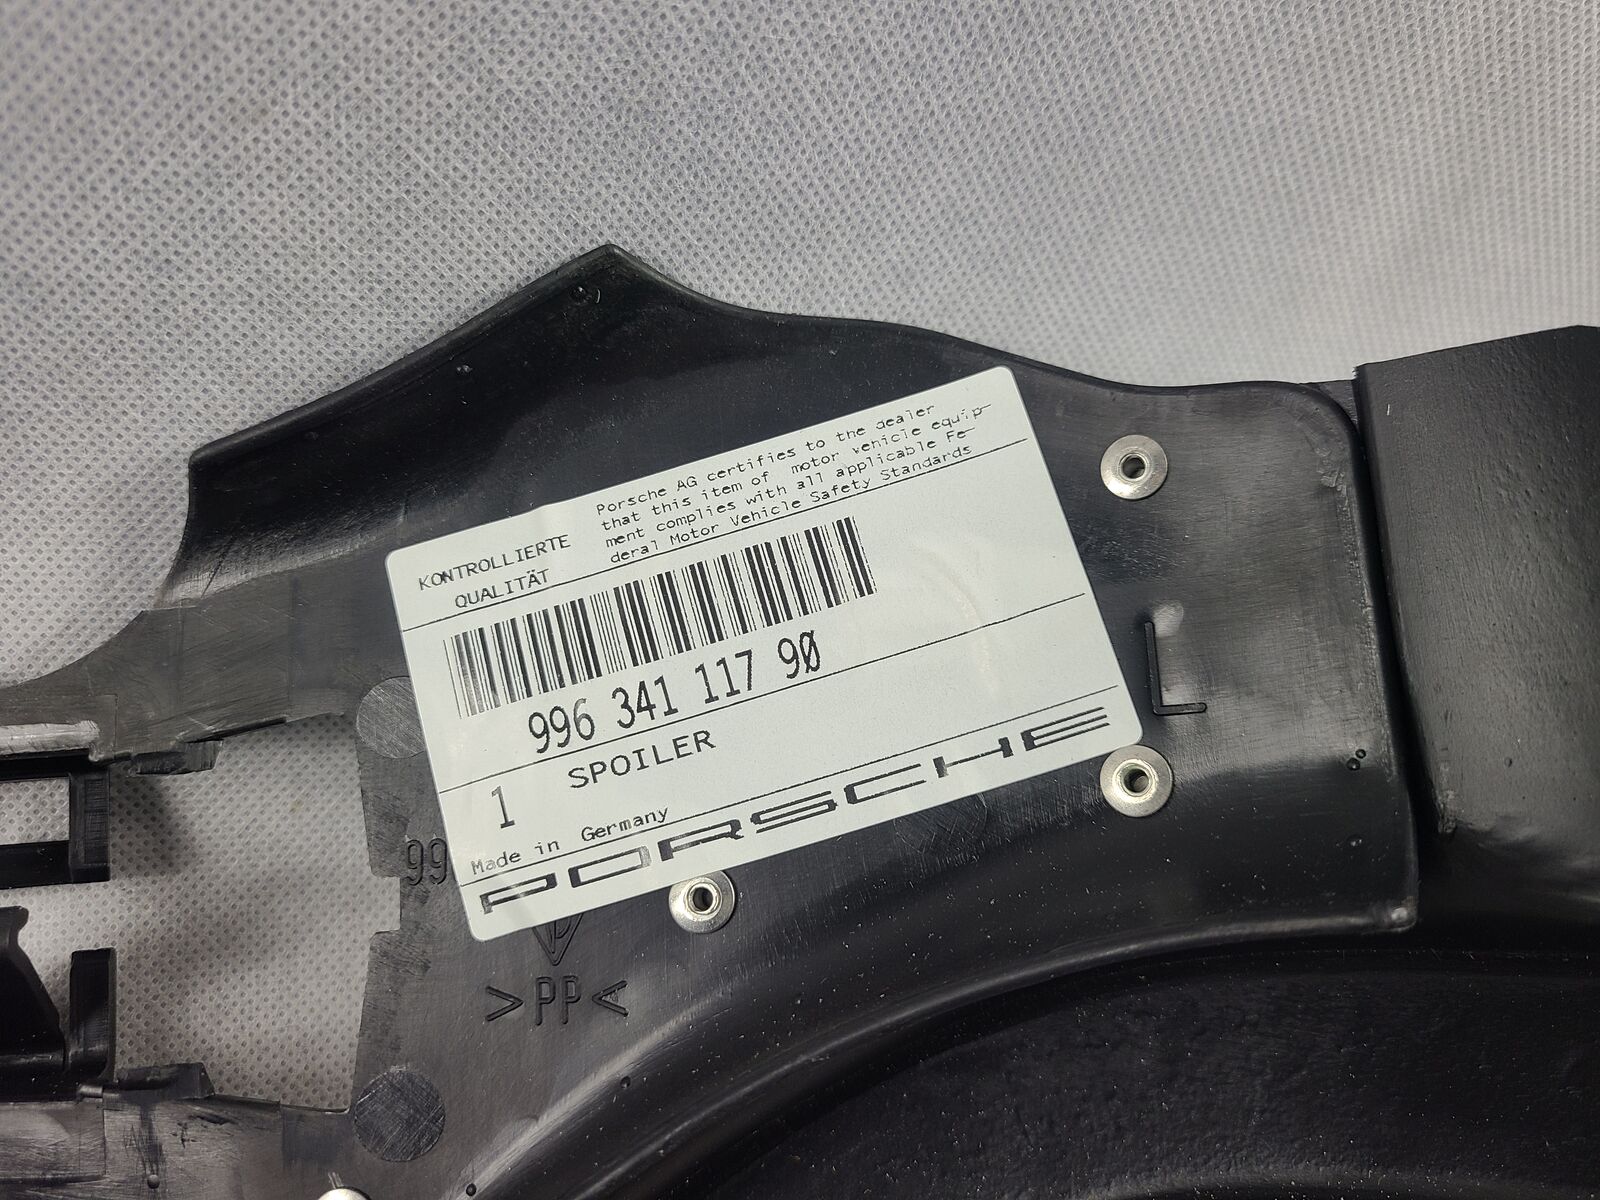 KONTROLLIERTE
QUALITÄT
Porsche AG certifies to the dealer
that this item of motor vehicle equip-
ment complies with all applicable Fe-
deral Motor Vehicle Safety Standards
996 341 117 90
1 SPOILER
Made in Germany
PORSCHE
L
99
>PP<